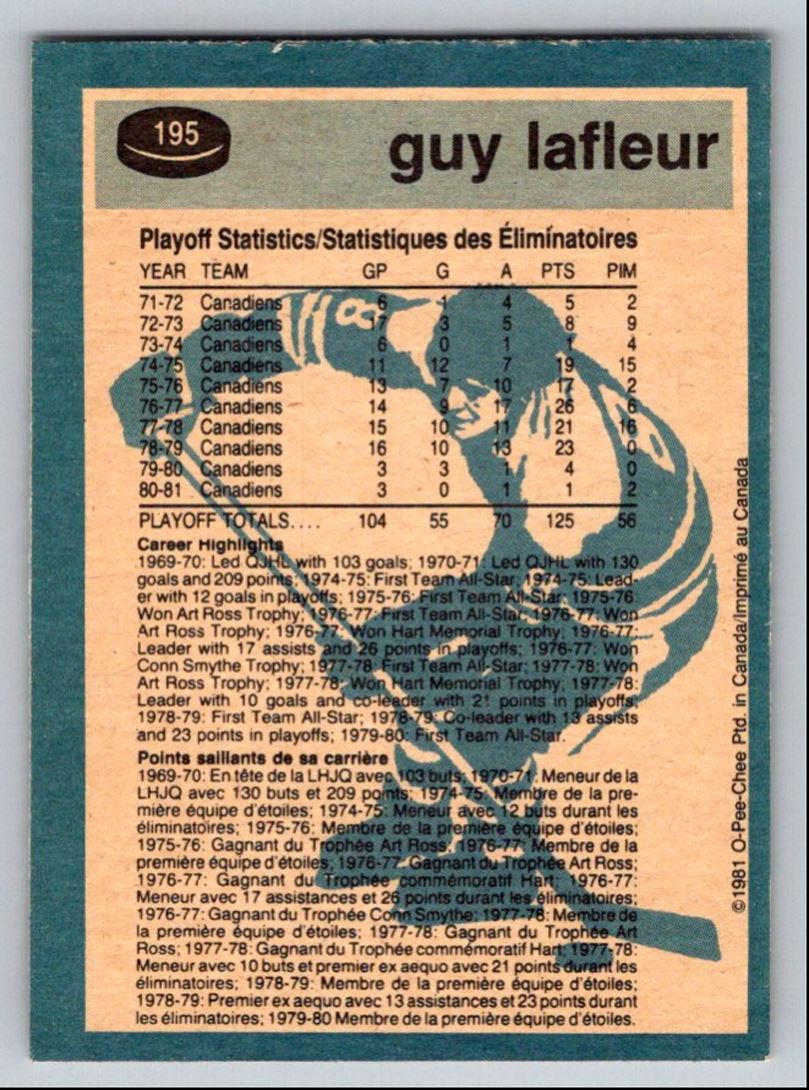 195
guy lafleur
Playoff Statistics/Statistiques des Éliminatoires
YEAR TEAM GP G A PTS PIM
71-72 Canadiens 6 1 4 5 2
72-73 Canadiens 17 3 5 8 9
73-74 Canadiens 6 0 1 1 4
74-75 Canadiens 11 12 7 19 15
75-76 Canadiens 13 7 10 17 2
76-77 Canadiens 14 9 17 26 6
77-78 Canadiens 15 10 11 21 16
78-79 Canadiens 16 10 13 23 0
79-80 Canadiens 3 3 1 4 0
80-81 Canadiens 3 0 1 1 2
PLAYOFF TOTALS.... 104 55 70 125 56
Career Highlights
1969-70: Led QJHL with 103 goals; 1970-71: Led QJHL with 130
goals and 209 points; 1974-75: First Team All-Star; 1974-75: Lead-
er with 12 goals in playoffs; 1975-76: First Team All-Star; 1975-76:
Won Art Ross Trophy; 1976-77: First Team All-Star; 1976-77: Won
Art Ross Trophy; 1976-77: Won Hart Memorial Trophy; 1976-77:
Leader with 17 assists and 26 points in playoffs; 1976-77: Won
Conn Smythe Trophy; 1977-78: First Team All-Star; 1977-78: Won
Art Ross Trophy; 1977-78: Won Hart Memorial Trophy; 1977-78:
Leader with 10 goals and co-leader with 21 points in playoffs;
1978-79: First Team All-Star; 1978-79: Co-leader with 13 assists
and 23 points in playoffs; 1979-80: First Team All-Star.
Points saillants de sa carrière
1969-70: En tête de la LHJQ avec 103 buts; 1970-71: Meneur de la
LHJQ avec 130 buts et 209 points; 1974-75: Membre de la pre-
mière équipe d'étoiles; 1974-75: Meneur avec 12 buts durant les
éliminatoires; 1975-76: Membre de la première équipe d'étoiles;
1975-76: Gagnant du Trophée Art Ross; 1976-77: Membre de la
première équipe d'étoiles; 1976-77: Gagnant du Trophée Art Ross;
1976-77: Gagnant du Trophée commémoratif Hart; 1976-77:
Meneur avec 17 assistances et 26 points durant les éliminatoires;
1976-77: Gagnant du Trophée Conn Smythe; 1977-78: Membre de
la première équipe d'étoiles; 1977-78: Gagnant du Trophée Art
Ross; 1977-78: Gagnant du Trophée commémoratif Hart; 1977-78:
Meneur avec 10 buts et premier ex aequo avec 21 points durant les
éliminatoires; 1978-79: Membre de la première équipe d'étoiles;
1978-79: Premier ex aequo avec 13 assistances et 23 points durant
les éliminatoires; 1979-80 Membre de la première équipe d'étoiles.
©1981 O-Pee-Chee Ptd. in Canada/Imprimé au Canada